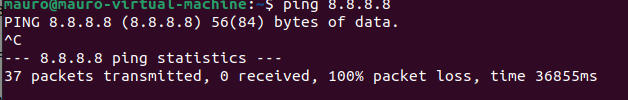 mauro@mauro-virtual-machine:~$ ping 8.8.8.8
PING 8.8.8.8 (8.8.8.8) 56(84) bytes of data.
^C
--- 8.8.8.8 ping statistics ---
37 packets transmitted, 0 received, 100% packet loss, time 36855ms